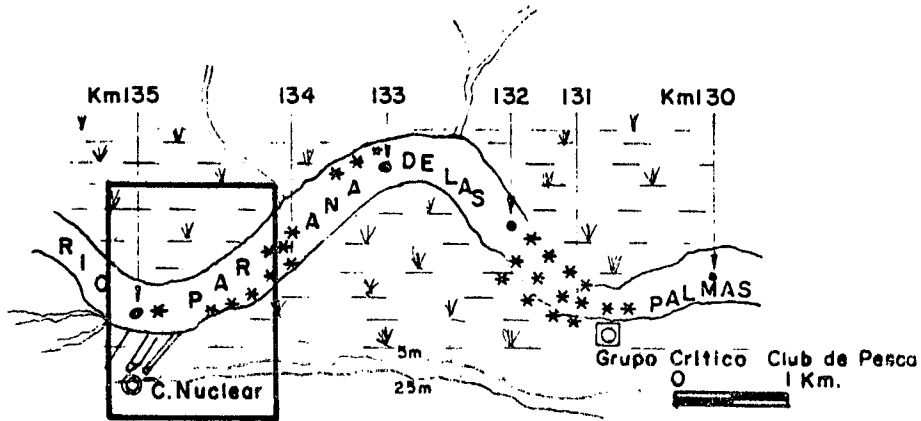 Km135 134 133 132 131 Km130
RIO PARANA DE LAS PALMAS
5m
25m
C. Nuclear
Grupo Crítico Club de Pesca
0 1 Km.